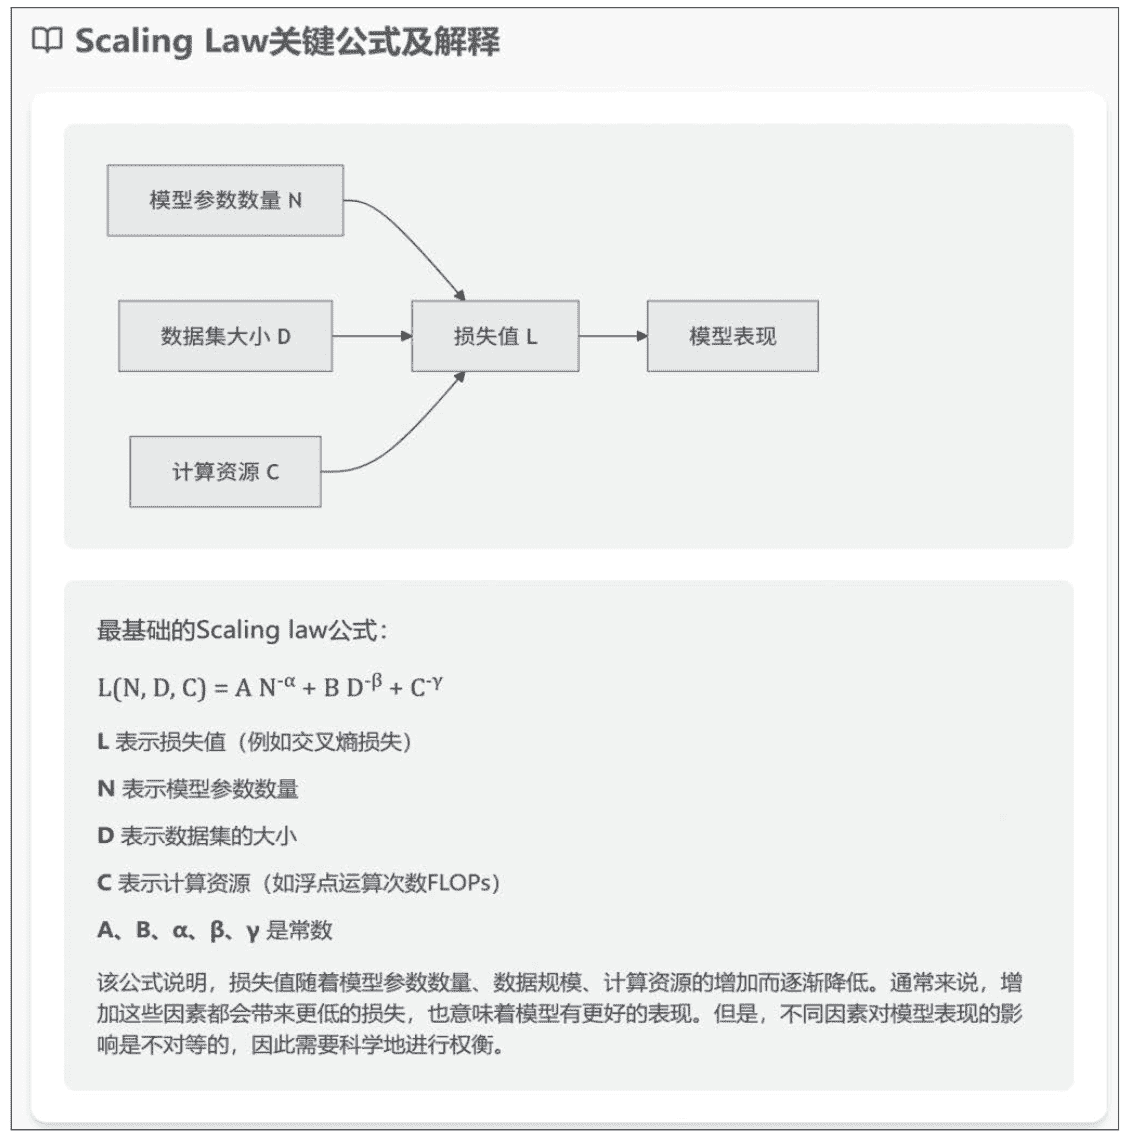 Scaling Law关键公式及解释
模型参数数量 N
数据集大小 D
损失值 L
模型表现
计算资源 C
最基础的Scaling law公式：
L(N, D, C) = A N^-α + B D^-β + C^-γ
L 表示损失值（例如交叉熵损失）
N 表示模型参数数量
D 表示数据集的大小
C 表示计算资源（如浮点运算次数FLOPs）
A、B、α、β、γ 是常数
该公式说明，损失值随着模型参数数量、数据规模、计算资源的增加而逐渐降低。通常来说，增
加这些因素都会带来更低的损失，也意味着模型有更好的表现。但是，不同因素对模型表现的影
响是不对等的，因此需要科学地进行权衡。